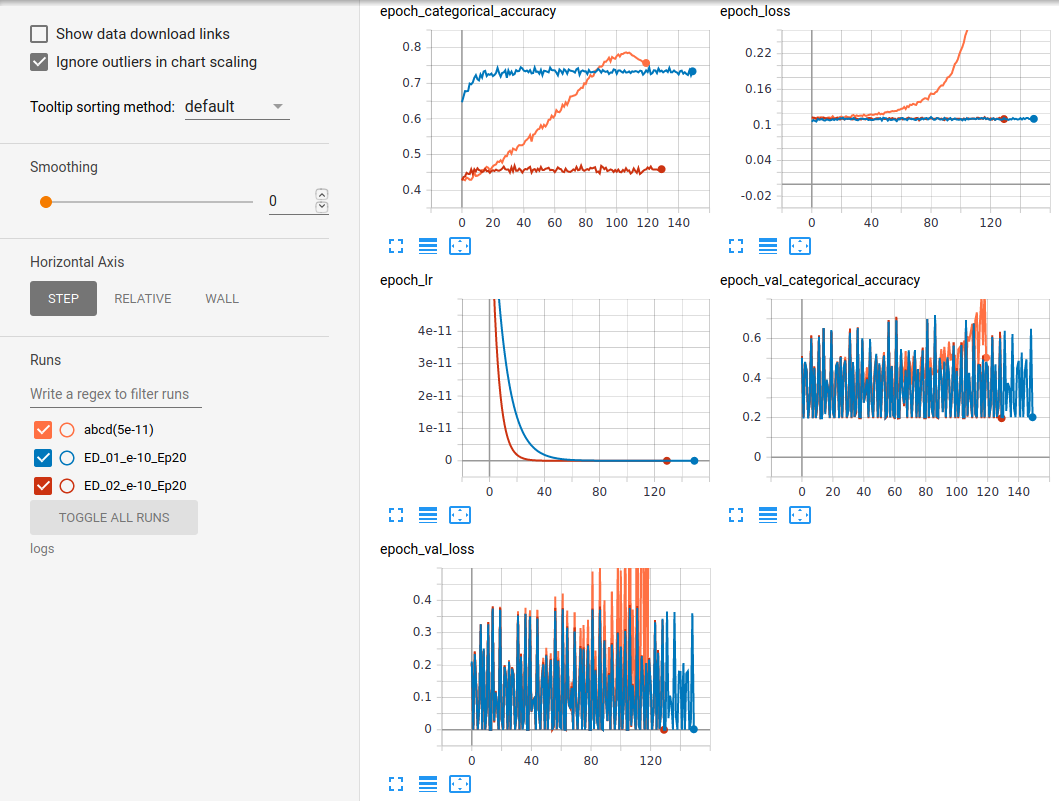 Show data download links
Ignore outliers in chart scaling
Tooltip sorting method: default
Smoothing
0
Horizontal Axis
STEP RELATIVE WALL
Runs
Write a regex to filter runs
abcd(5e-11)
ED_01_e-10_Ep20
ED_02_e-10_Ep20
TOGGLE ALL RUNS
logs
epoch_categorical_accuracy
0.8
0.7
0.6
0.5
0.4
0 20 40 60 80 100 120 140
epoch_loss
0.22
0.16
0.1
0.04
-0.02
0 40 80 120
epoch_lr
4e-11
3e-11
2e-11
1e-11
0
0 40 80 120
epoch_val_categorical_accuracy
0.6
0.4
0.2
0
0 20 40 60 80 100 120 140
epoch_val_loss
0.4
0.3
0.2
0.1
0
0 40 80 120